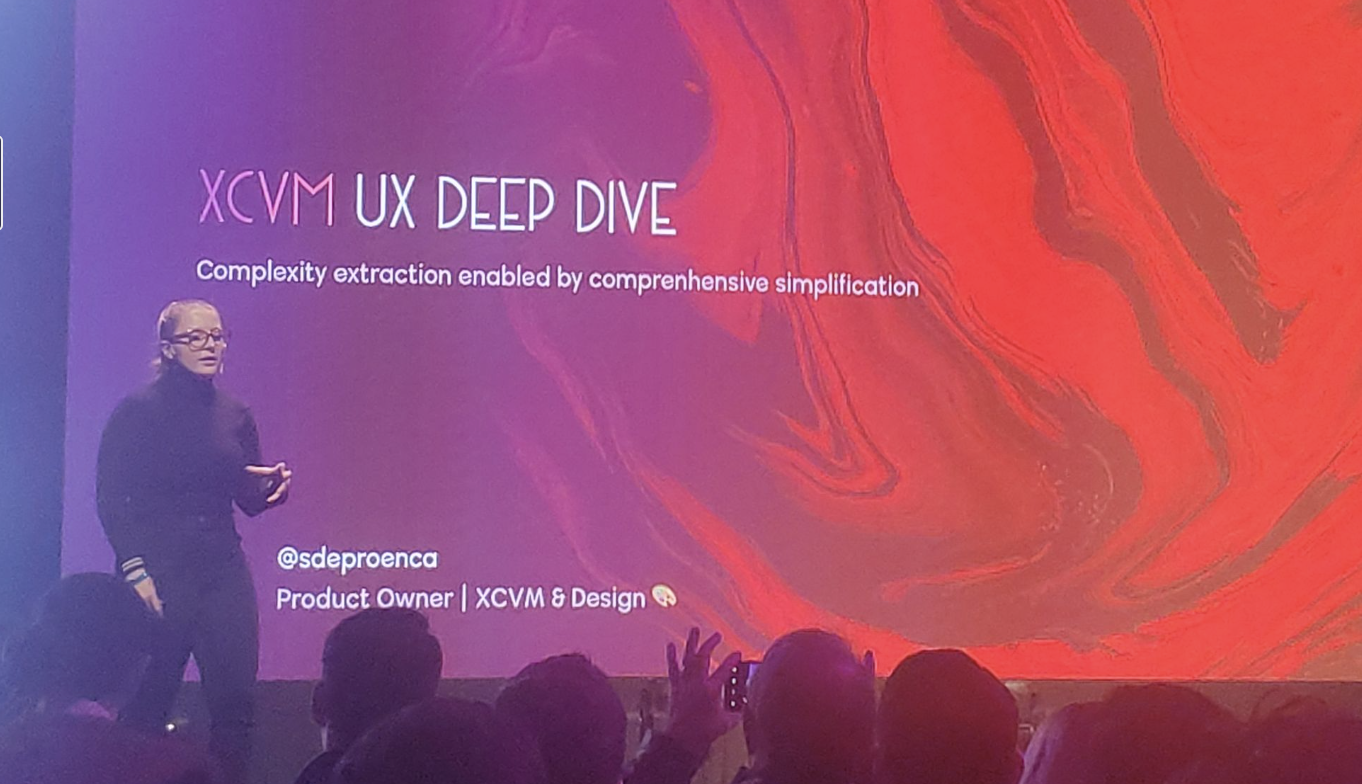 XCVM UX DEEP DIVE
Complexity extraction enabled by comprenhensive simplification
@sdeproenca
Product Owner | XCVM & Design 🎨